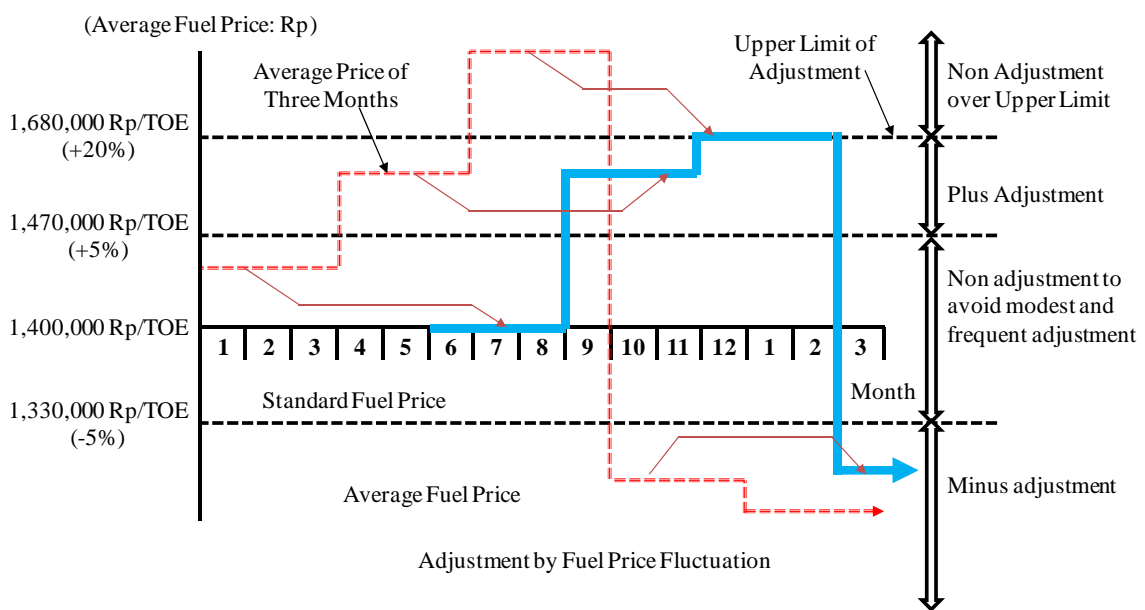 (Average Fuel Price: Rp)
Average Price of
Three Months
Upper Limit of
Adjustment
Non Adjustment
over Upper Limit
1,680,000 Rp/TOE
(+20%)
Plus Adjustment
1,470,000 Rp/TOE
(+5%)
Non adjustment to
avoid modest and
frequent adjustment
1,400,000 Rp/TOE
1 2 3 4 5 6 7 8 9 10 11 12 1 2 3
Month
Standard Fuel Price
1,330,000 Rp/TOE
(-5%)
Average Fuel Price
Minus adjustment
Adjustment by Fuel Price Fluctuation